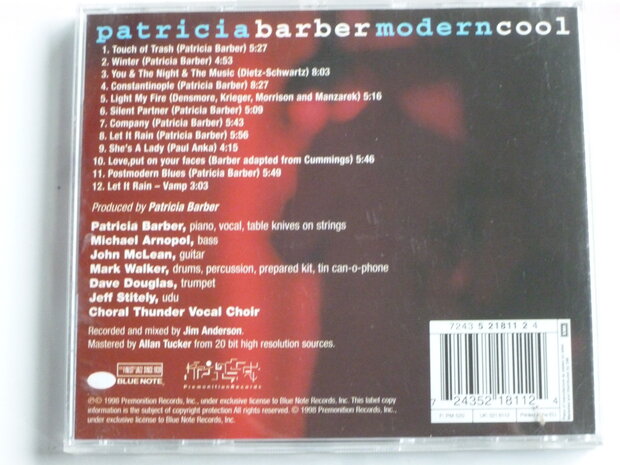 patriciabarbermoderncool
1. Touch of Trash (Patricia Barber) 5:27
2. Winter (Patricia Barber) 4:53
3. You & The Night & The Music (Dietz-Schwartz) 8:03
4. Constantinople (Patricia Barber) 8:27
5. Light My Fire (Densmore, Krieger, Morrison and Manzarek) 5:16
6. Silent Partner (Patricia Barber) 5:09
7. Company (Patricia Barber) 5:43
8. Let It Rain (Patricia Barber) 5:56
9. She's A Lady (Paul Anka) 4:15
10. Love,put on your faces (Barber adapted from Cummings) 5:46
11. Postmodern Blues (Patricia Barber) 5:49
12. Let It Rain – Vamp 3:03
Produced by Patricia Barber
Patricia Barber, piano, vocal, table knives on strings
Michael Arnopol, bass
John McLean, guitar
Mark Walker, drums, percussion, prepared kit, tin can-o-phone
Dave Douglas, trumpet
Jeff Stitely, udu
Choral Thunder Vocal Choir
Recorded and mixed by Jim Anderson.
Mastered by Allan Tucker from 20 bit high resolution sources.
7243 5 21811 2 4
7 24352 18112 4
BLUE NOTE
PremonitionRecords
℗© 1998 Premonition Records, Inc., under exclusive license to Blue Note Records, Inc. All this label copy
information is the subject of copyright protection All rights reserved. © 1998 Premonition Records, Inc.,
under exclusive license to Blue Note Records, Inc.